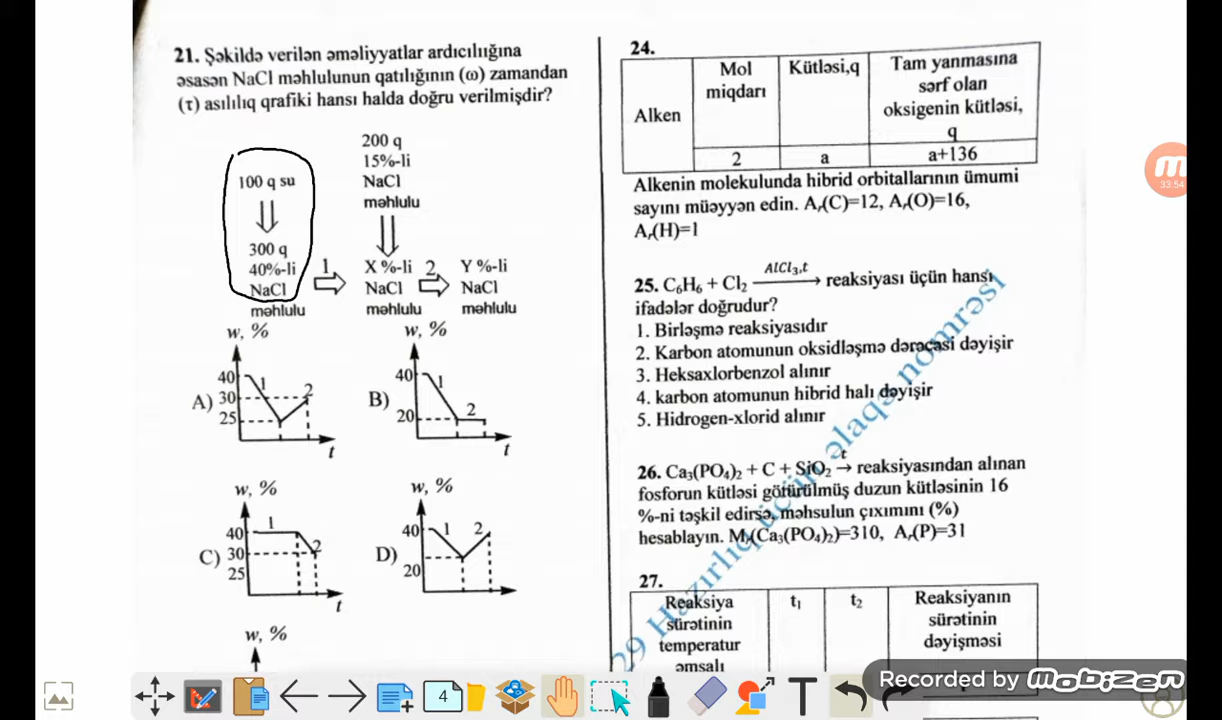 21. Şəkildə verilən əməliyyatlar ardıcıllığına
əsasən NaCl məhlulunun qatılığının (ω) zamandan
(τ) asılılıq qrafiki hansı halda doğru verilmişdir?
100 q su
300 q
40%-li
NaCl
məhlulu
1
200 q
15%-li
NaCl
məhlulu
X %-li
NaCl
məhlulu
2
Y %-li
NaCl
məhlulu
A)
w, %
40
30
25
1
2
t
B)
w, %
40
20
1
2
t
C)
w, %
40
30
25
1
2
t
D)
w, %
40
20
1
2
w, %
24.
Alken
Mol
miqdarı
Kütləsi,q
Tam yanmasına
sərf olan
oksigenin kütləsi,
q
2
a
a+136
Alkenin molekulunda hibrid orbitallarının ümumi
sayını müəyyən edin. Aᵣ(C)=12, Aᵣ(O)=16,
Aᵣ(H)=1
25. C₆H₆ + Cl₂ AlCl₃,t → reaksiyası üçün hansı
ifadələr doğrudur?
1. Birləşmə reaksiyasıdır
2. Karbon atomunun oksidləşmə dərəcəsi dəyişir
3. Heksaxlorbenzol alınır
4. karbon atomunun hibrid halı dəyişir
5. Hidrogen-xlorid alınır
26. Ca₃(PO₄)₂ + C + SiO₂ t→ reaksiyasından alınan
fosforun kütləsi götürülmüş duzun kütləsinin 16
%-ni təşkil edirsə, məhsulun çıxımını (%)
hesablayın. Mᵣ(Ca₃(PO₄)₂)=310, Aᵣ(P)=31
27.
Reaksiya
sürətinin
temperatur
əmsalı
t₁
t₂
Reaksiyanın
sürətinin
dəyişməsi
29 Hazırlıq üçün əlaqə nömrəsi
33:54
4
T
Recorded by mobizen